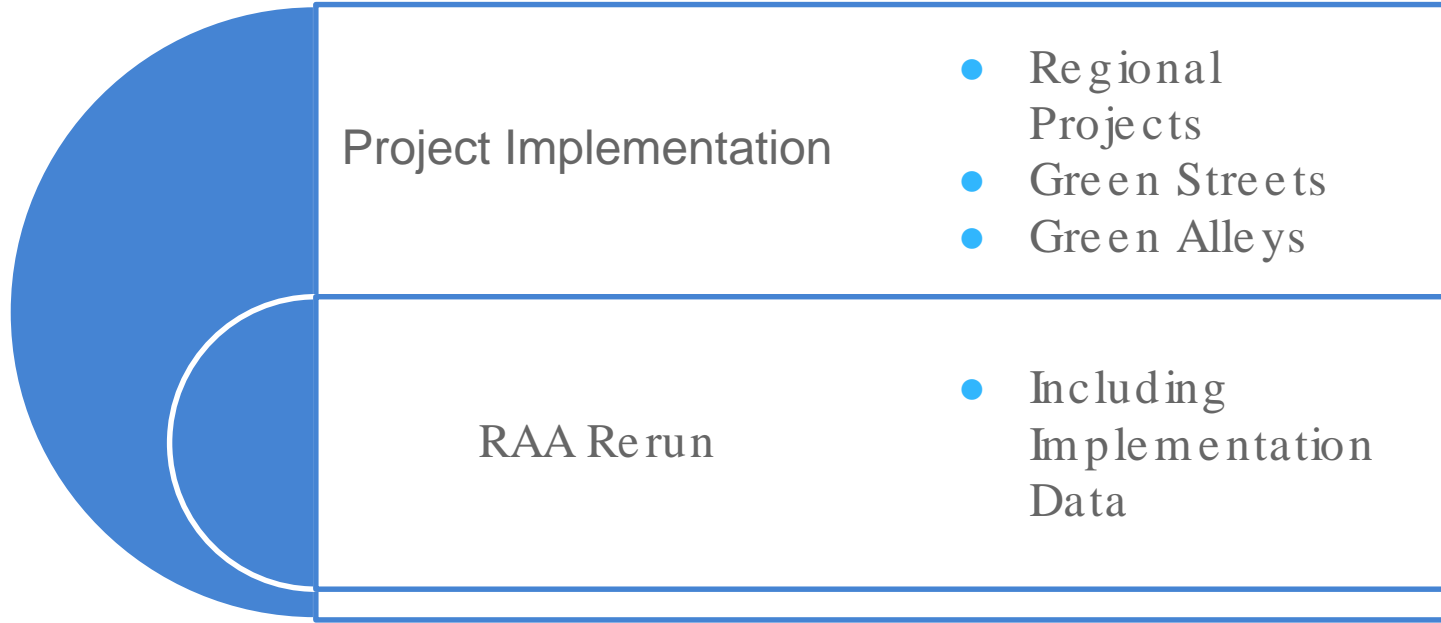 Project Implementation
Regional
Projects
Green Streets
Green Alleys
RAA Rerun
Including
Implementation
Data